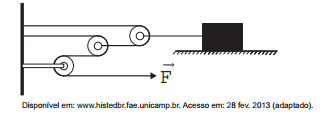 F
Disponível em: www.histedbr.fae.unicamp.br. Acesso em: 28 fev. 2013 (adaptado).